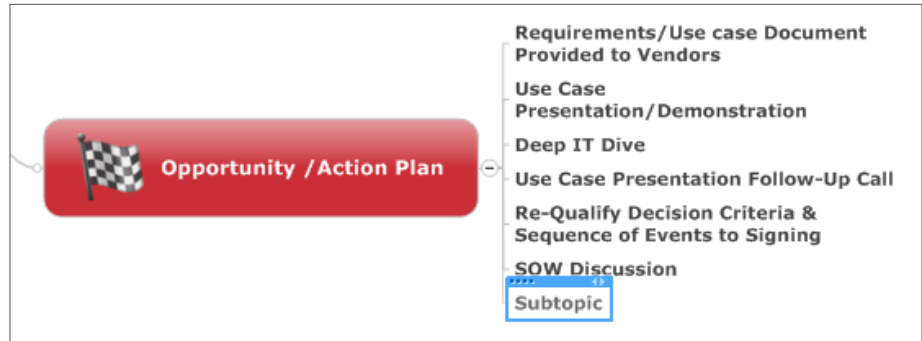 Requirements/Use case Document
Provided to Vendors
Use Case
Presentation/Demonstration
Deep IT Dive
Opportunity /Action Plan
Use Case Presentation Follow-Up Call
Re-Qualify Decision Criteria &
Sequence of Events to Signing
SOW Discussion
Subtopic